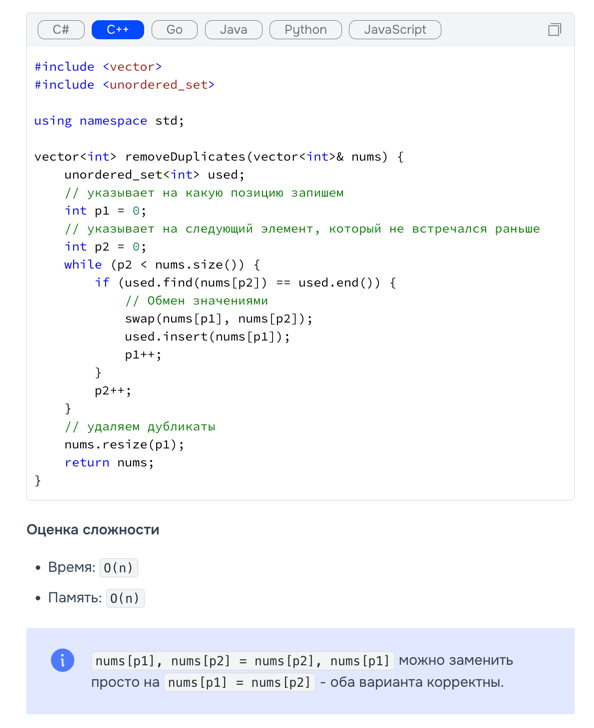 C# C++ Go Java Python JavaScript
#include <vector>
#include <unordered_set>
using namespace std;
vector<int> removeDuplicates(vector<int>& nums) {
    unordered_set<int> used;
    // указывает на какую позицию запишем
    int p1 = 0;
    // указывает на следующий элемент, который не встречался раньше
    int p2 = 0;
    while (p2 < nums.size()) {
        if (used.find(nums[p2]) == used.end()) {
            // Обмен значениями
            swap(nums[p1], nums[p2]);
            used.insert(nums[p1]);
            p1++;
        }
        p2++;
    }
    // удаляем дубликаты
    nums.resize(p1);
    return nums;
}
Оценка сложности
• Время: O(n)
• Память: O(n)
nums[p1], nums[p2] = nums[p2], nums[p1] можно заменить
просто на nums[p1] = nums[p2] - оба варианта корректны.